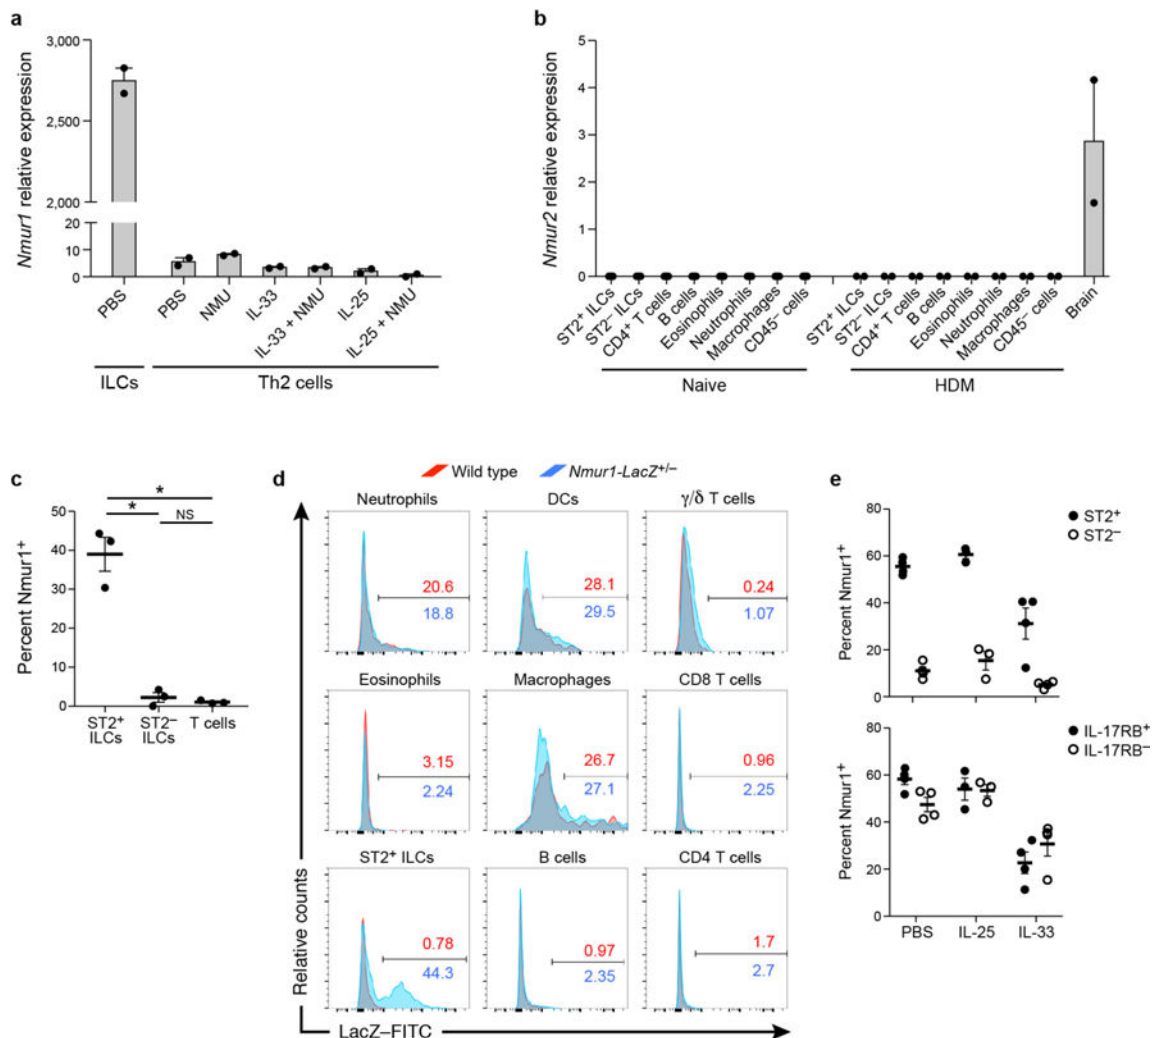 a
Nmur1 relative expression
3,000
2,500
2,000
20
10
0
PBS
PBS
NMU
IL-33
IL-33 + NMU
IL-25
IL-25 + NMU
ILCs
Th2 cells
b
Nmur2 relative expression
5
4
3
2
1
0
ST2+ ILCs
ST2– ILCs
CD4+ T cells
B cells
Eosinophils
Neutrophils
Macrophages
CD45– cells
ST2+ ILCs
ST2– ILCs
CD4+ T cells
B cells
Eosinophils
Neutrophils
Macrophages
CD45– cells
Brain
Naive
HDM
c
Percent Nmur1+
50
40
30
20
10
0
*
*
NS
ST2+
ILCs
ST2–
ILCs
T cells
d
Wild type
Nmur1-LacZ+/–
Relative counts
Neutrophils
20.6
18.8
DCs
28.1
29.5
γ/δ T cells
0.24
1.07
Eosinophils
3.15
2.24
Macrophages
26.7
27.1
CD8 T cells
0.96
2.25
ST2+ ILCs
0.78
44.3
B cells
0.97
2.35
CD4 T cells
1.7
2.7
LacZ–FITC
e
ST2+
ST2–
Percent Nmur1+
80
60
40
20
0
IL-17RB+
IL-17RB–
Percent Nmur1+
80
60
40
20
0
PBS
IL-25
IL-33